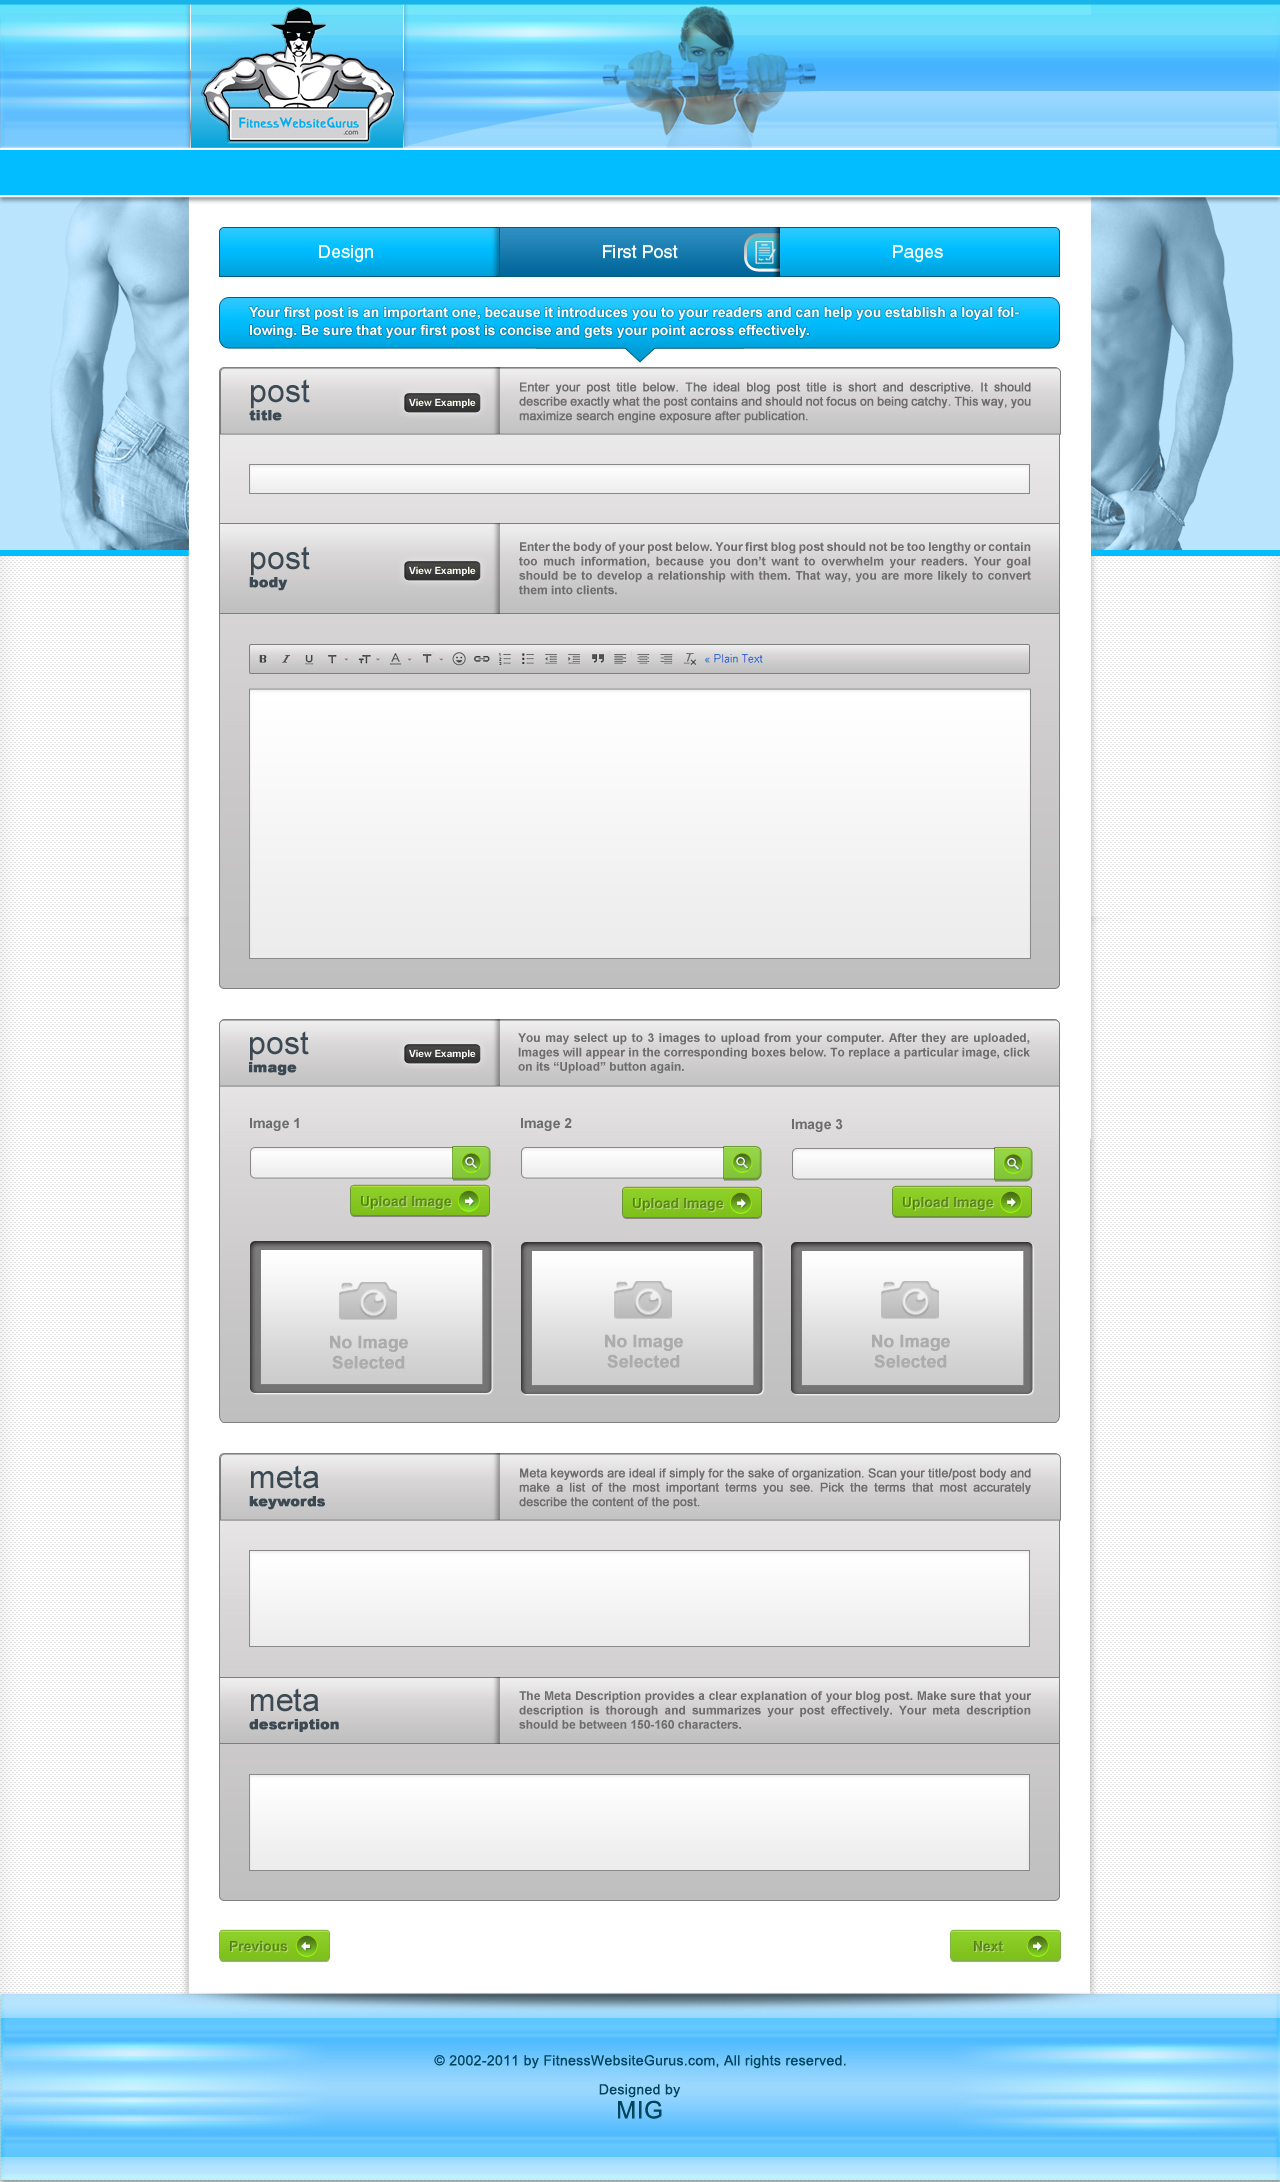 FitnessWebsiteGurus
.com
Design
First Post
Pages
Your first post is an important one, because it introduces you to your readers and can help you establish a loyal fol-
lowing. Be sure that your first post is concise and gets your point across effectively.
post
title
View Example
Enter your post title below. The ideal blog post title is short and descriptive. It should
describe exactly what the post contains and should not focus on being catchy. This way, you
maximize search engine exposure after publication.
post
body
View Example
Enter the body of your post below. Your first blog post should not be too lengthy or contain
too much information, because you don't want to overwhelm your readers. Your goal
should be to develop a relationship with them. That way, you are more likely to convert
them into clients.
B I U T T A T « Plain Text
post
image
View Example
You may select up to 3 images to upload from your computer. After they are uploaded,
Images will appear in the corresponding boxes below. To replace a particular image, click
on its “Upload” button again.
Image 1
Image 2
Image 3
Upload Image
Upload Image
Upload Image
No Image
Selected
No Image
Selected
No Image
Selected
meta
keywords
Meta keywords are ideal if simply for the sake of organization. Scan your title/post body and
make a list of the most important terms you see. Pick the terms that most accurately
describe the content of the post.
meta
description
The Meta Description provides a clear explanation of your blog post. Make sure that your
description is thorough and summarizes your post effectively. Your meta description
should be between 150-160 characters.
Previous
Next
© 2002-2011 by FitnessWebsiteGurus.com, All rights reserved.
Designed by
MIG